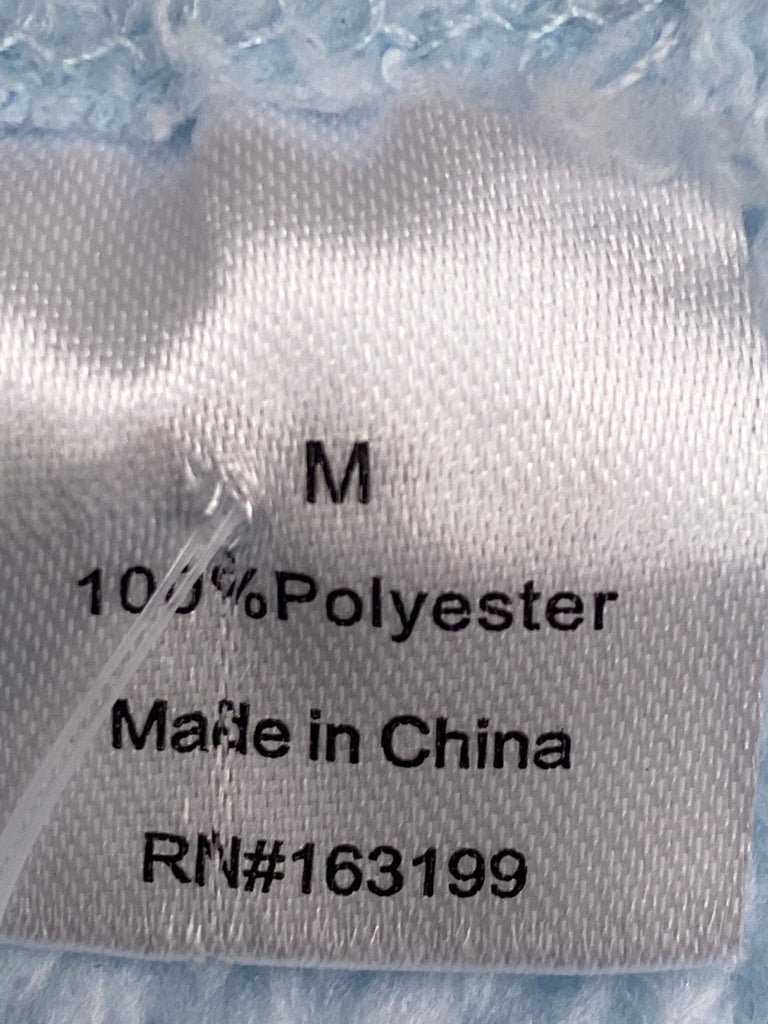 M
100%Polyester
Made in China
RN#163199